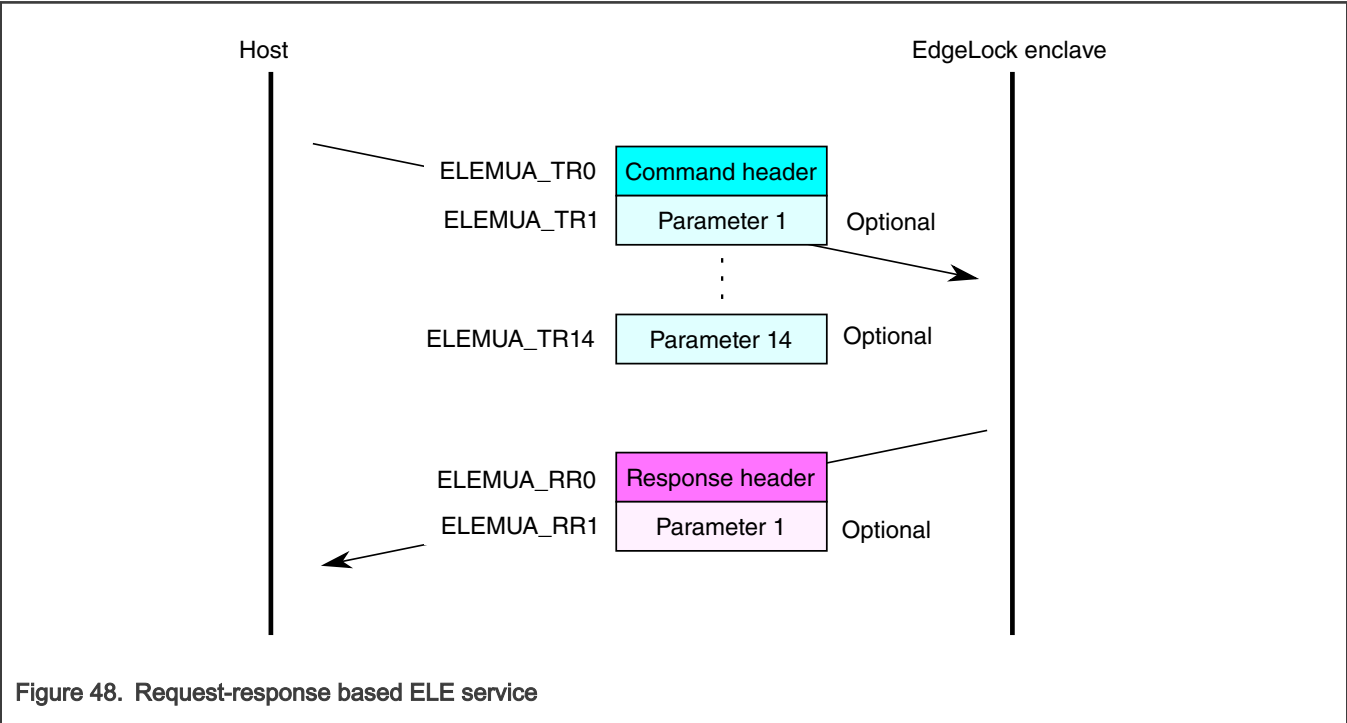 Host
EdgeLock enclave
ELEMUA_TR0
Command header
ELEMUA_TR1
Parameter 1
Optional
ELEMUA_TR14
Parameter 14
Optional
ELEMUA_RR0
Response header
ELEMUA_RR1
Parameter 1
Optional
Figure 48. Request-response based ELE service